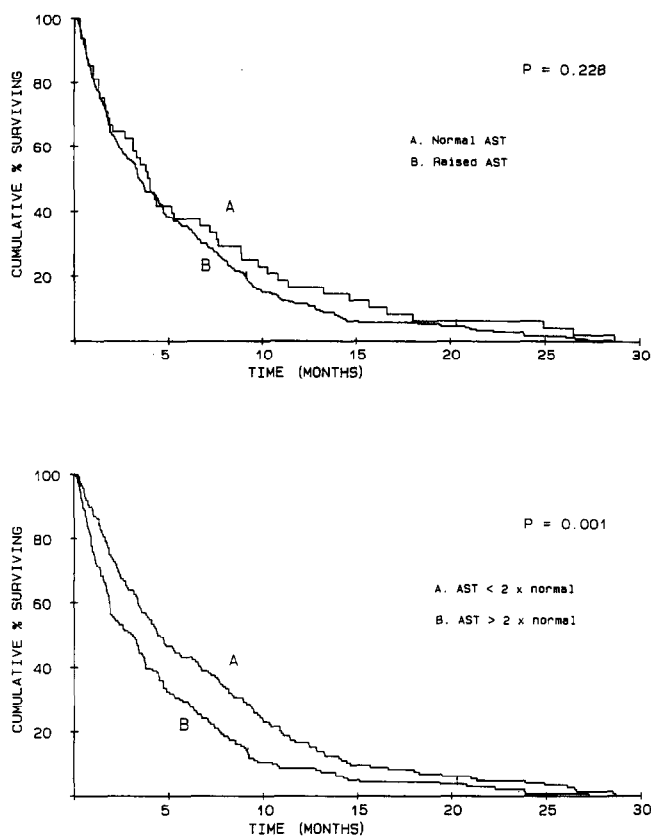 100
80
60
40
20
CUMULATIVE % SURVIVING
P = 0.228
A. Normal AST
B. Raised AST
A
B
5 10 15 20 25 30
TIME (MONTHS)
100
80
60
40
20
CUMULATIVE % SURVIVING
P = 0.001
A. AST < 2 x normal
B. AST > 2 x normal
A
B
5 10 15 20 25 30
TIME (MONTHS)